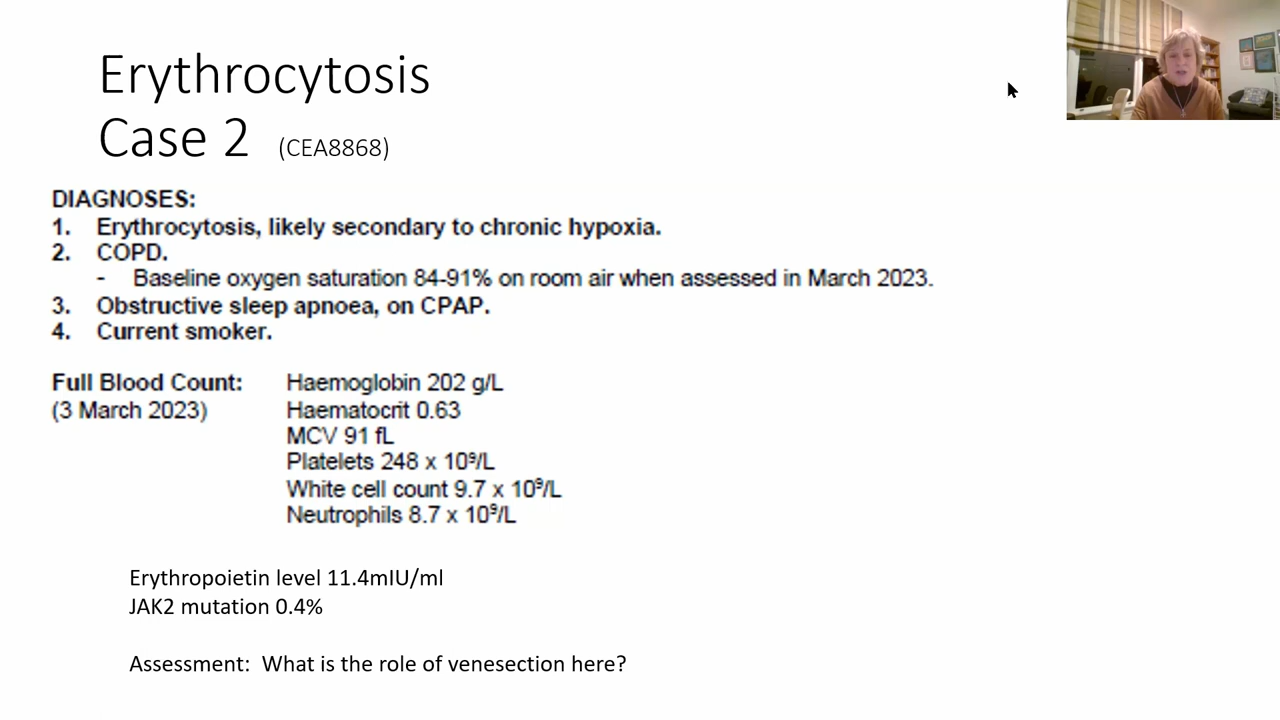 Erythrocytosis
Case 2 (CEA8868)
DIAGNOSES:
1. Erythrocytosis, likely secondary to chronic hypoxia.
2. COPD.
- Baseline oxygen saturation 84-91% on room air when assessed in March 2023.
3. Obstructive sleep apnoea, on CPAP.
4. Current smoker.
Full Blood Count: Haemoglobin 202 g/L
(3 March 2023) Haematocrit 0.63
MCV 91 fL
Platelets 248 x 10⁹/L
White cell count 9.7 x 10⁹/L
Neutrophils 8.7 x 10⁹/L
Erythropoietin level 11.4mIU/ml
JAK2 mutation 0.4%
Assessment: What is the role of venesection here?